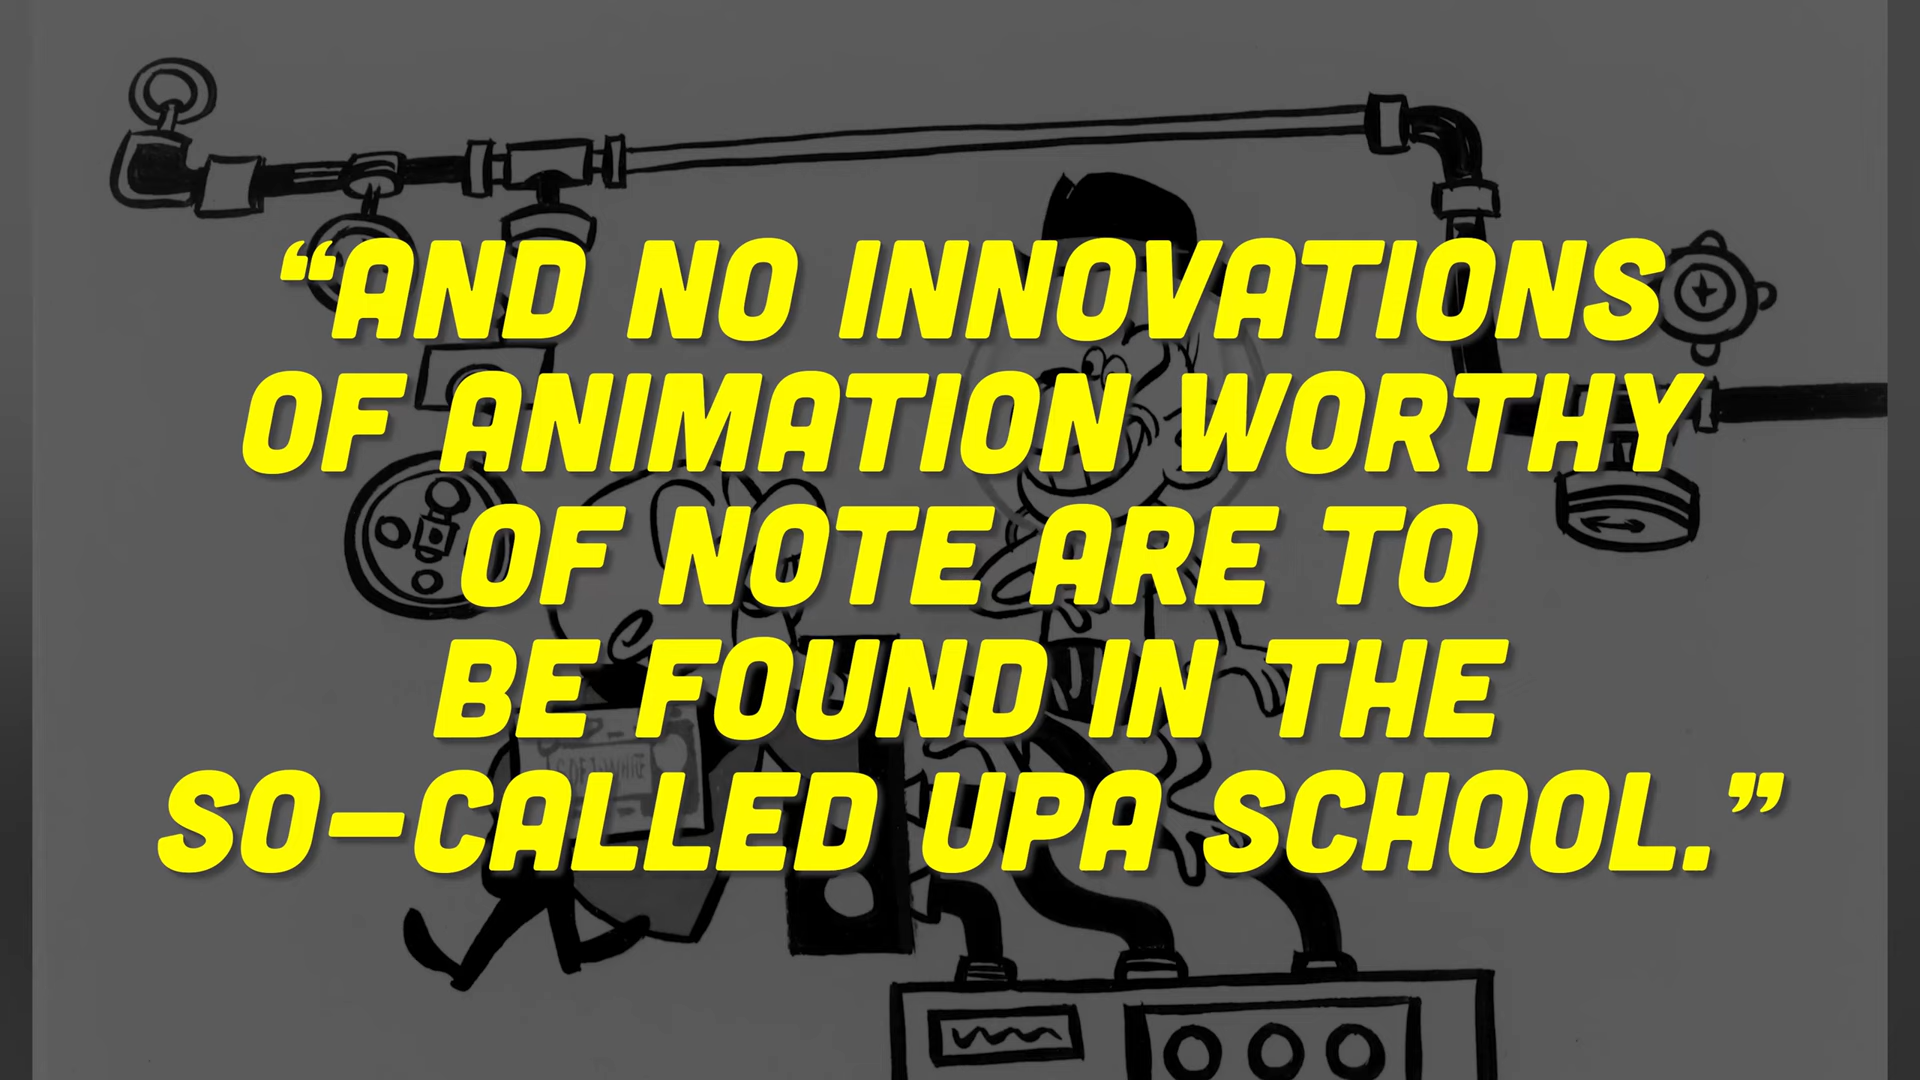 “AND NO INNOVATIONS
OF ANIMATION WORTHY
OF NOTE ARE TO
BE FOUND IN THE
SO–CALLED UPA SCHOOL.”